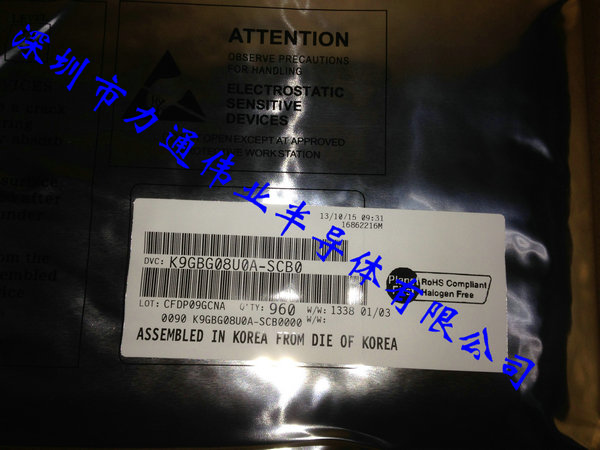 深圳市力通伟业半导体有限公司
ATTENTION
OBSERVE PRECAUTIONS
FOR HANDLING
ELECTROSTATIC
SENSITIVE
DEVICES
OPEN EXCEPT AT APPROVED
WORKSTATION
13/10/15 09:31
16862216M
DVC: K9GBG08U0A-SCB0
RoHS Compliant
Halogen Free
LOT: CFDP09GCNA Q'TY: 960 W/W: 1338 01/03
0090 K9GBG08U0A-SCB0000 W/W:
ASSEMBLED IN KOREA FROM DIE OF KOREA